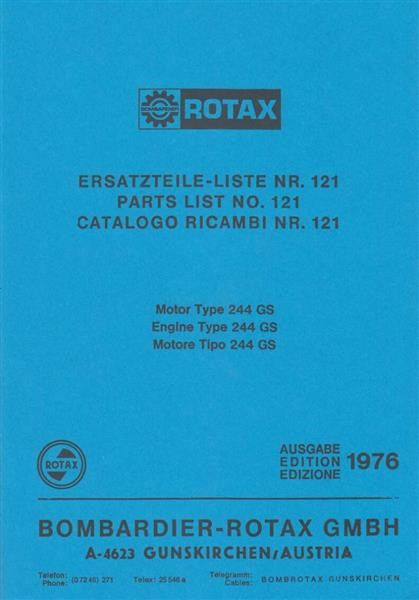 BOMBARDIER
ROTAX
ERSATZTEILE-LISTE NR. 121
PARTS LIST NO. 121
CATALOGO RICAMBI NR. 121
Motor Type 244 GS
Engine Type 244 GS
Motore Tipo 244 GS
ROTAX
AUSGABE
EDITION 1976
EDIZIONE
BOMBARDIER-ROTAX GMBH
A-4623 GUNSKIRCHEN/AUSTRIA
Telefon: Telegramm:
Phone: (07246) 271 Telex: 25546a Cables: BOMBROTAX GUNSKIRCHEN